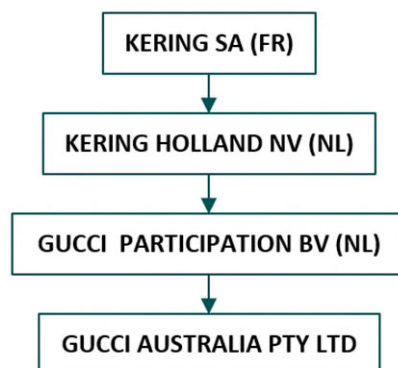 KERING SA (FR)
KERING HOLLAND NV (NL)
GUCCI PARTICIPATION BV (NL)
GUCCI AUSTRALIA PTY LTD